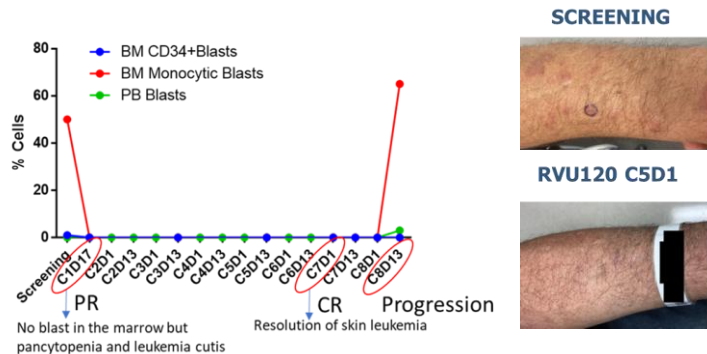 SCREENING
BM CD34+Blasts
BM Monocytic Blasts
PB Blasts
% Cells
80
60
40
20
0
Screening
C1D17
C2D1
C2D13
C3D1
C3D13
C4D1
C4D13
C5D1
C5D13
C6D1
C6D13
C7D1
C7D13
C8D1
C8D13
PR
CR
Progression
No blast in the marrow but
pancytopenia and leukemia cutis
Resolution of skin leukemia
RVU120 C5D1